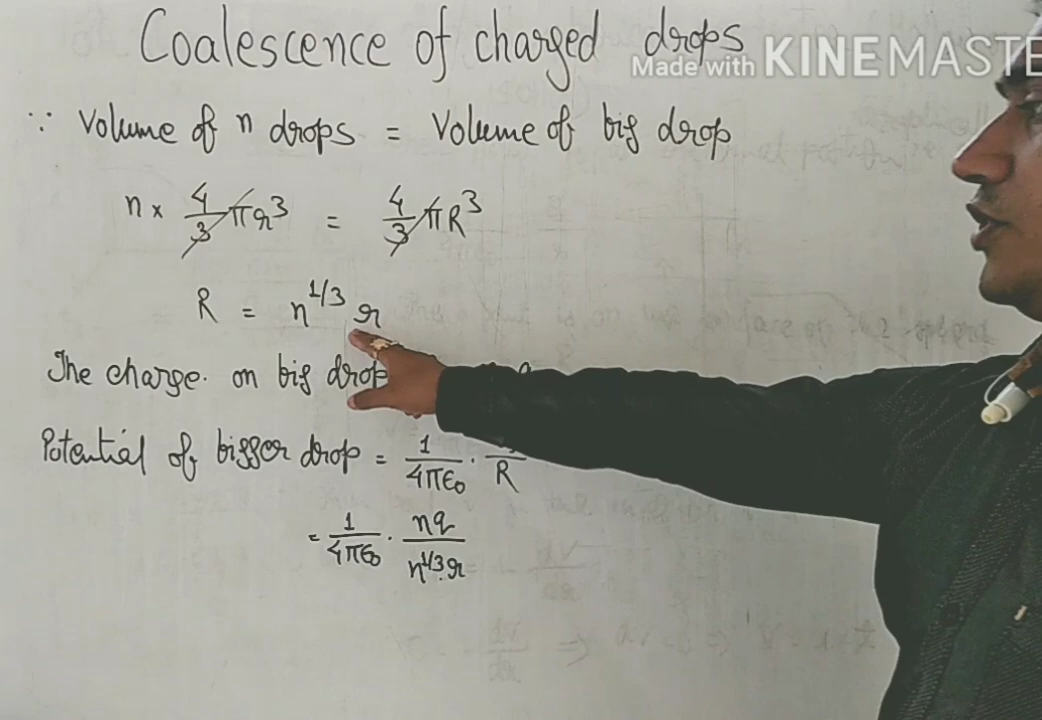 Coalescence of charged drops
Made with KINEMASTE
∵ Volume of n drops = Volume of big drop
n × 4/3 πr³ = 4/3 πR³
R = n^1/3 r
The charge. on big drop
Potential of bigger drop = 1/4πϵ₀ · /R
= 1/4πϵ₀ · nq/n^1/3.r